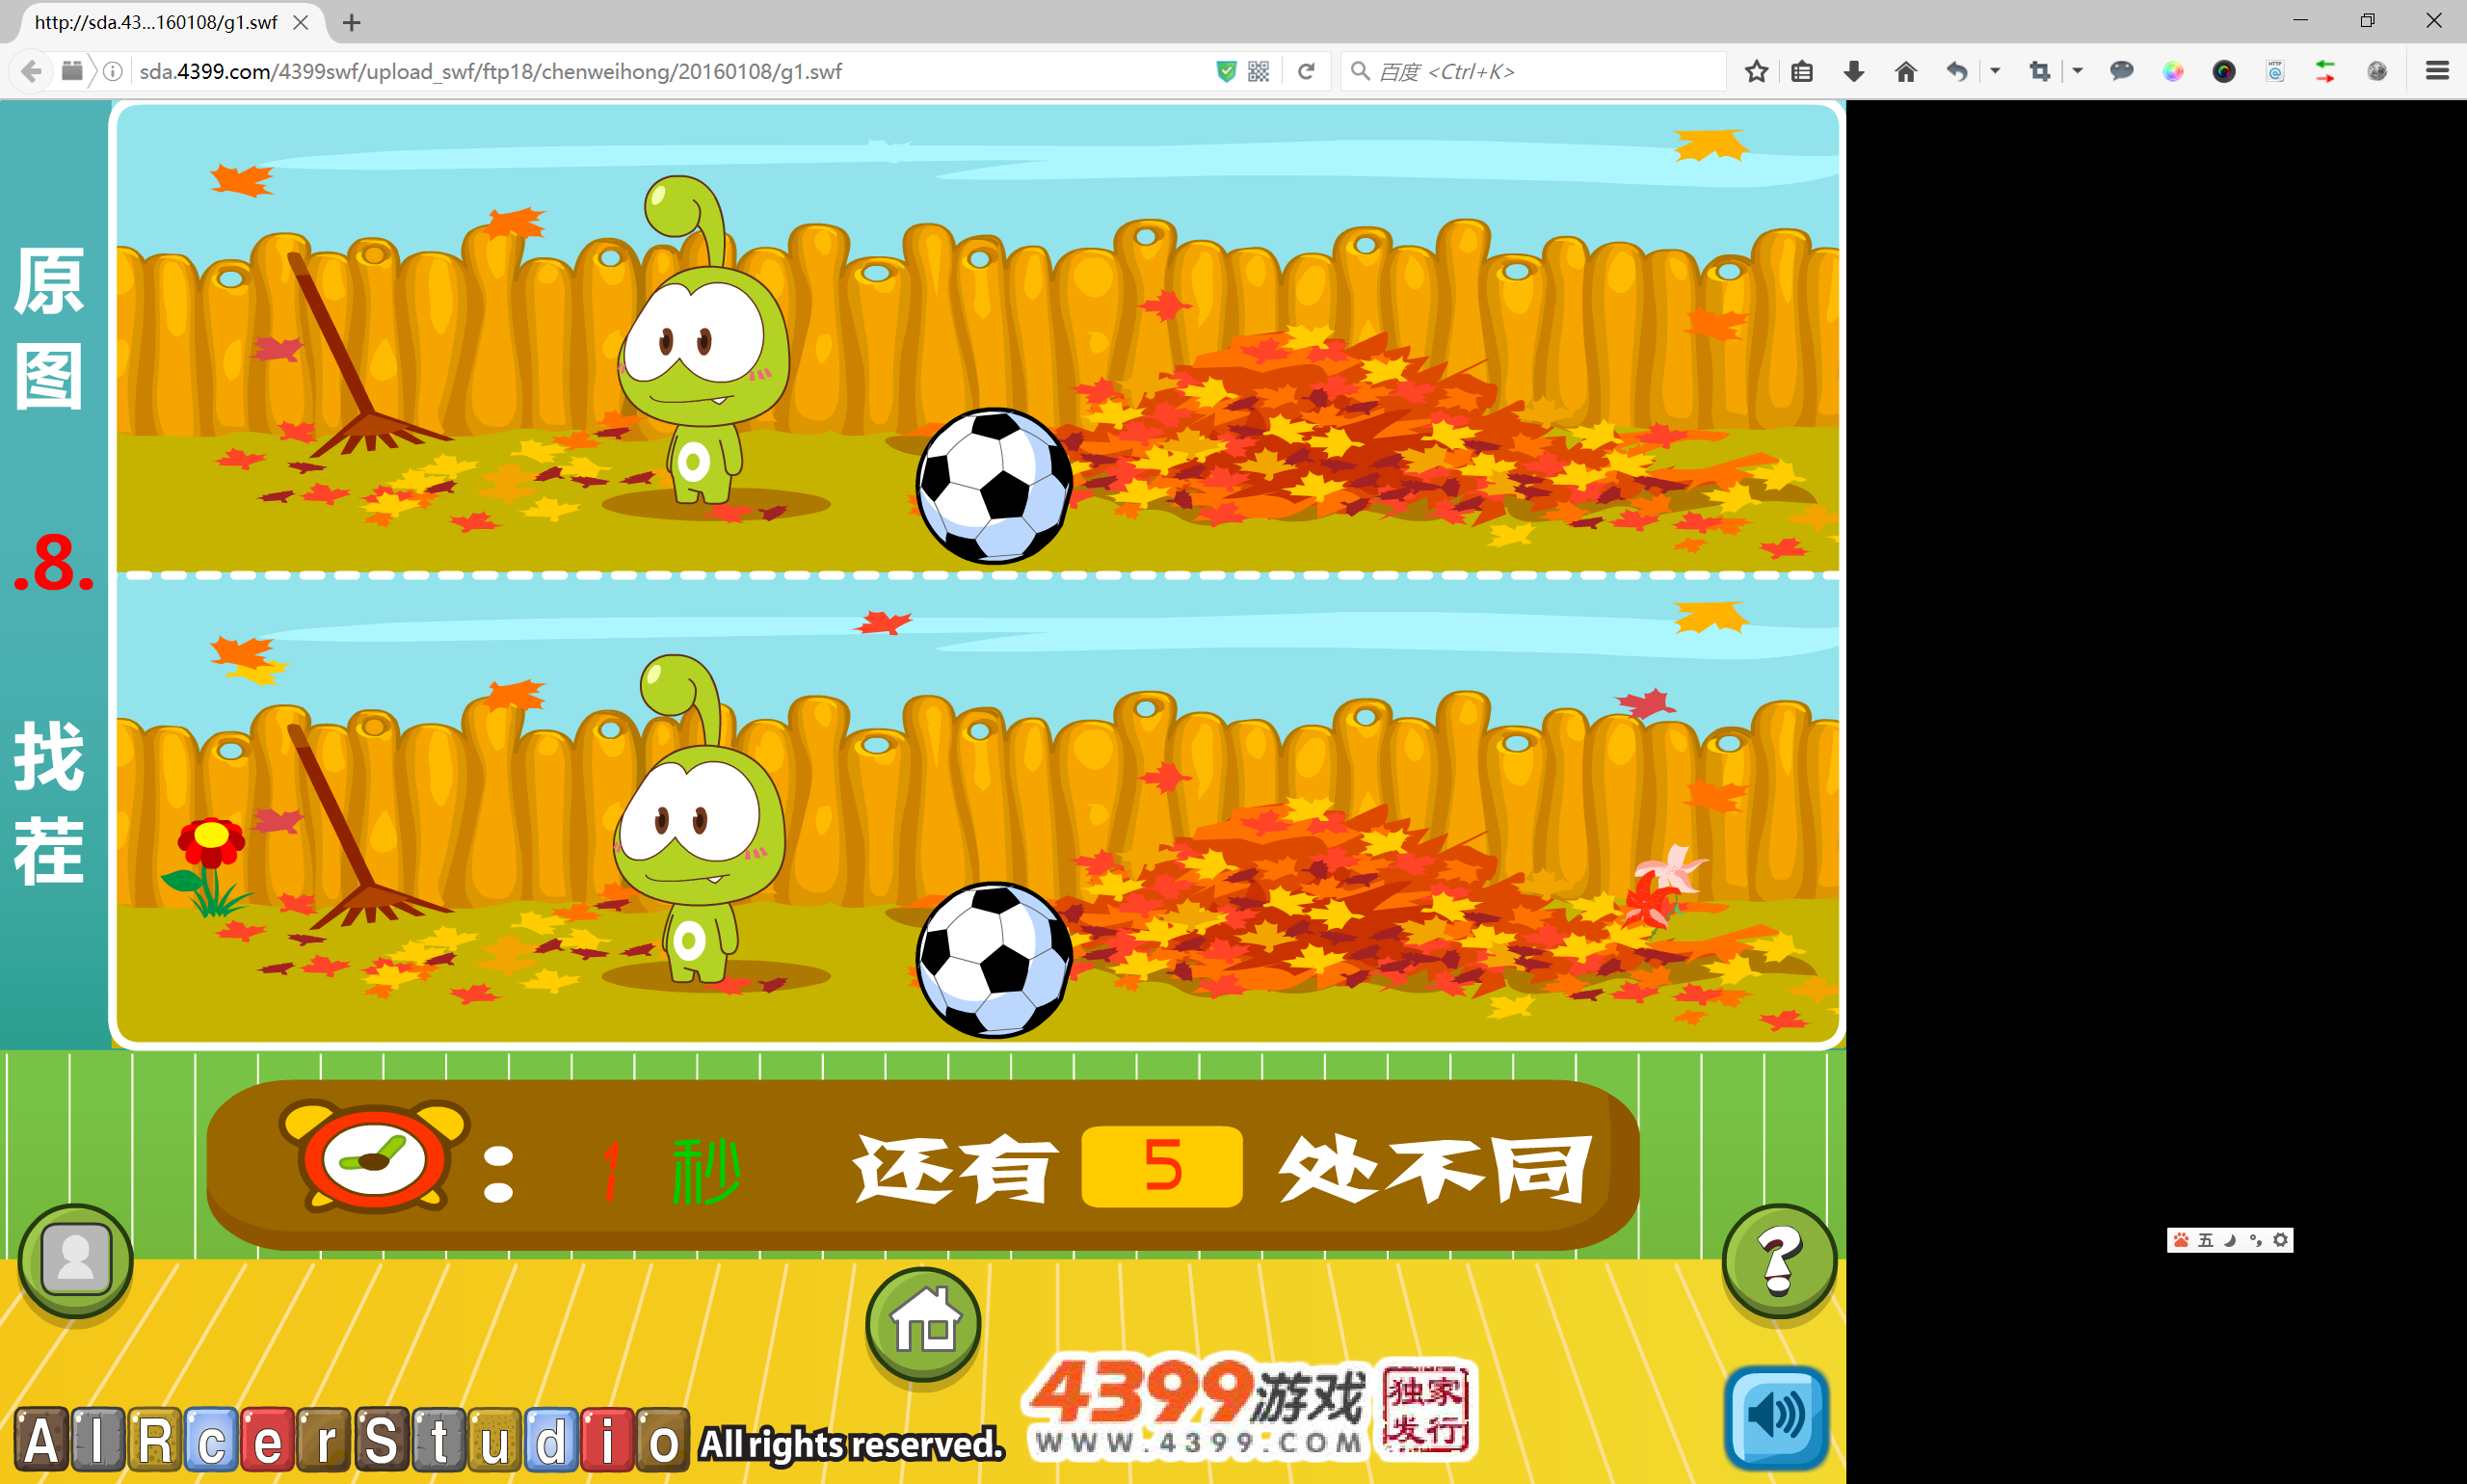 http://sda.43...160108/g1.swf
sda.4399.com/4399swf/upload_swf/ftp18/chenweihong/20160108/g1.swf
百度 <Ctrl+K>
原图
.8.
找茬
: 1 秒 还有 5 处不同
?
AIRcerStudio All rights reserved.
4399游戏
WWW.4399.COM
独家发行
五